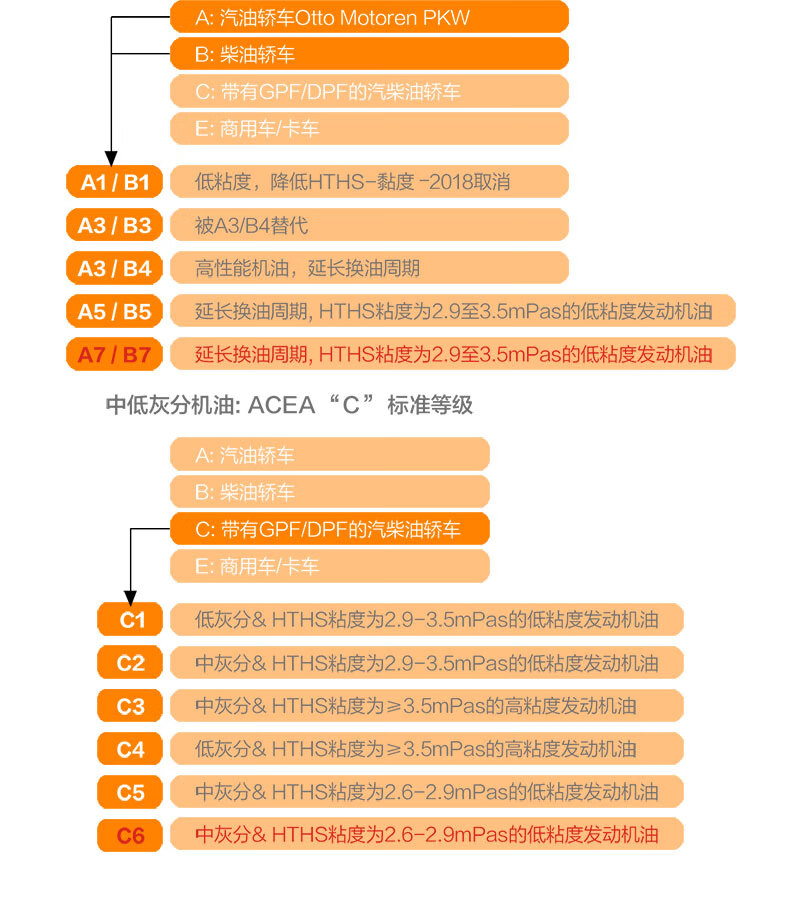 A: 汽油轿车Otto Motoren PKW
B: 柴油轿车
C: 带有GPF/DPF的汽柴油轿车
E: 商用车/卡车
A1 / B1 低粘度，降低HTHS-黏度 -2018取消
A3 / B3 被A3/B4替代
A3 / B4 高性能机油，延长换油周期
A5 / B5 延长换油周期, HTHS粘度为2.9至3.5mPas的低粘度发动机油
A7 / B7 延长换油周期, HTHS粘度为2.9至3.5mPas的低粘度发动机油
中低灰分机油: ACEA “C” 标准等级
A: 汽油轿车
B: 柴油轿车
C: 带有GPF/DPF的汽柴油轿车
E: 商用车/卡车
C1 低灰分& HTHS粘度为2.9-3.5mPas的低粘度发动机油
C2 中灰分& HTHS粘度为2.9-3.5mPas的低粘度发动机油
C3 中灰分& HTHS粘度为≥3.5mPas的高粘度发动机油
C4 低灰分& HTHS粘度为≥3.5mPas的高粘度发动机油
C5 中灰分& HTHS粘度为2.6-2.9mPas的低粘度发动机油
C6 中灰分& HTHS粘度为2.6-2.9mPas的低粘度发动机油